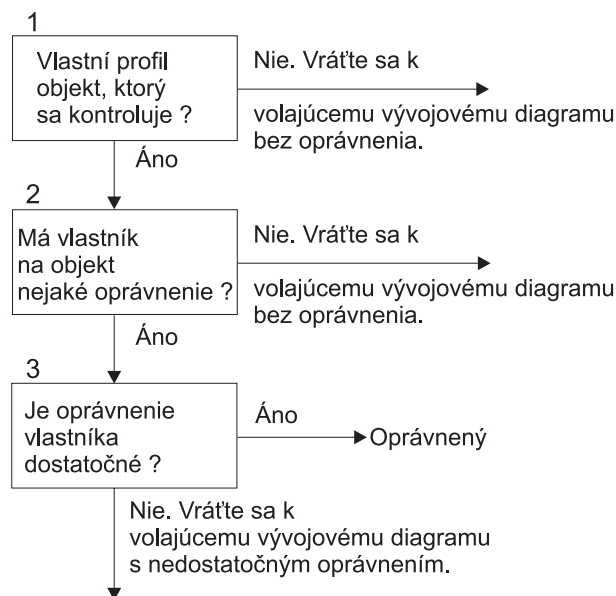 1
Vlastní profil
objekt, ktorý
sa kontroluje ?
Nie. Vráťte sa k
volajúcemu vývojovému diagramu
bez oprávnenia.
Áno
2
Má vlastník
na objekt
nejaké oprávnenie ?
Nie. Vráťte sa k
volajúcemu vývojovému diagramu
bez oprávnenia.
Áno
3
Je oprávnenie
vlastníka
dostatočné ?
Áno
Oprávnený
Nie. Vráťte sa k
volajúcemu vývojovému diagramu
s nedostatočným oprávnením.